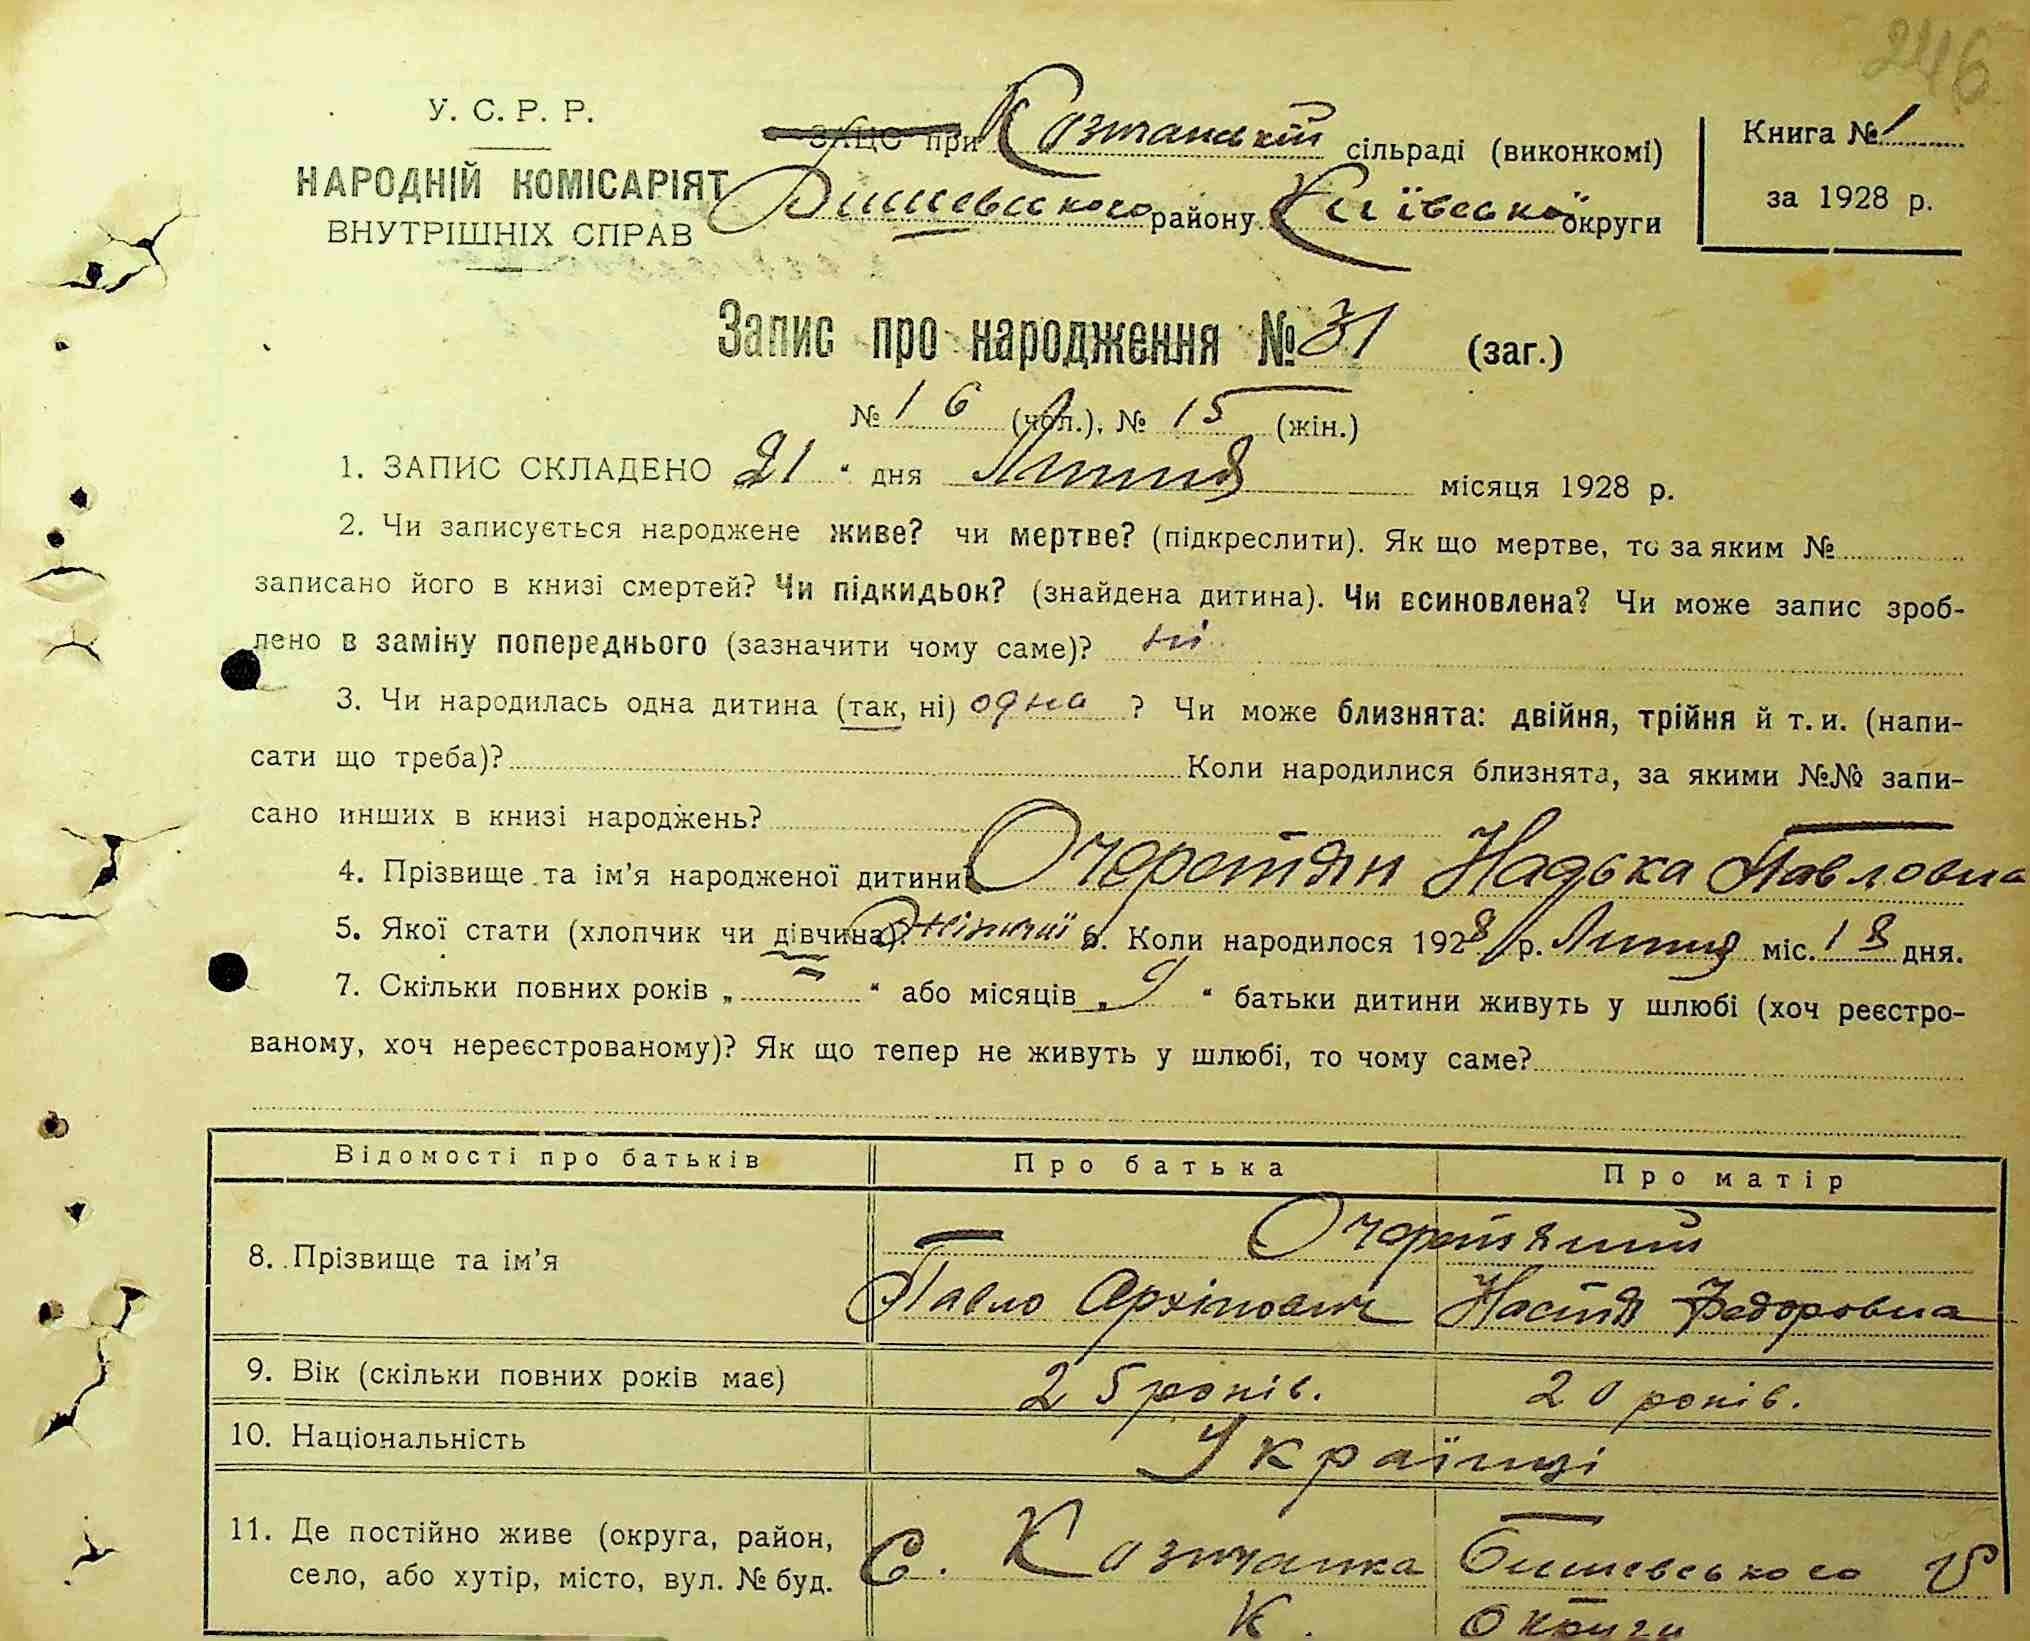 246
У. С. Р. Р.
НАРОДНІЙ КОМІСАРІЯТ
ВНУТРІШНІХ СПРАВ
ЗАЦС при Козичанській сільраді (виконкомі)
Бишевського району Київської округи
Книга № 1
за 1928 р.
Запис про народження № 31 (заг.)
№ 16 (чол.), № 15 (жін.)
1. ЗАПИС СКЛАДЕНО 21 “ дня Липня місяця 1928 р.
2. Чи записується народжене живе? чи мертве? (підкреслити). Як що мертве, то за яким №
записано його в книзі смертей? Чи підкидьок? (знайдена дитина). Чи всиновлена? Чи може запис зроб-
лено в заміну попереднього (зазначити чому саме)? ні
3. Чи народилась одна дитина (так, ні) одна ? Чи може близнята: двійня, трійня й т. и. (напи-
сати що треба)? Коли народилися близнята, за якими №№ запи-
сано инших в книзі народжень?
4. Прізвище та ім’я народженої дитини Очеретян Надька Павловна
5. Якої стати (хлопчик чи дівчина)? жіночої 6. Коли народилося 1928 р. Липня міс. 18 дня.
7. Скільки повних років „ “ або місяців „ 9 “ батьки дитини живуть у шлюбі (хоч реєстро-
ваному, хоч нереєстрованому)? Як що тепер не живуть у шлюбі, то чому саме?
Відомості про батьків Про батька Про матір
8. Прізвище та ім’я Очеретяний
Павло Архіпович Настя Федоровна
9. Вік (скільки повних років має) 25 років. 20 років.
10. Національність Українці
11. Де постійно живе (округа, район, С. Козичанка Бишевського
село, або хутір, місто, вул. № буд.
К. округи